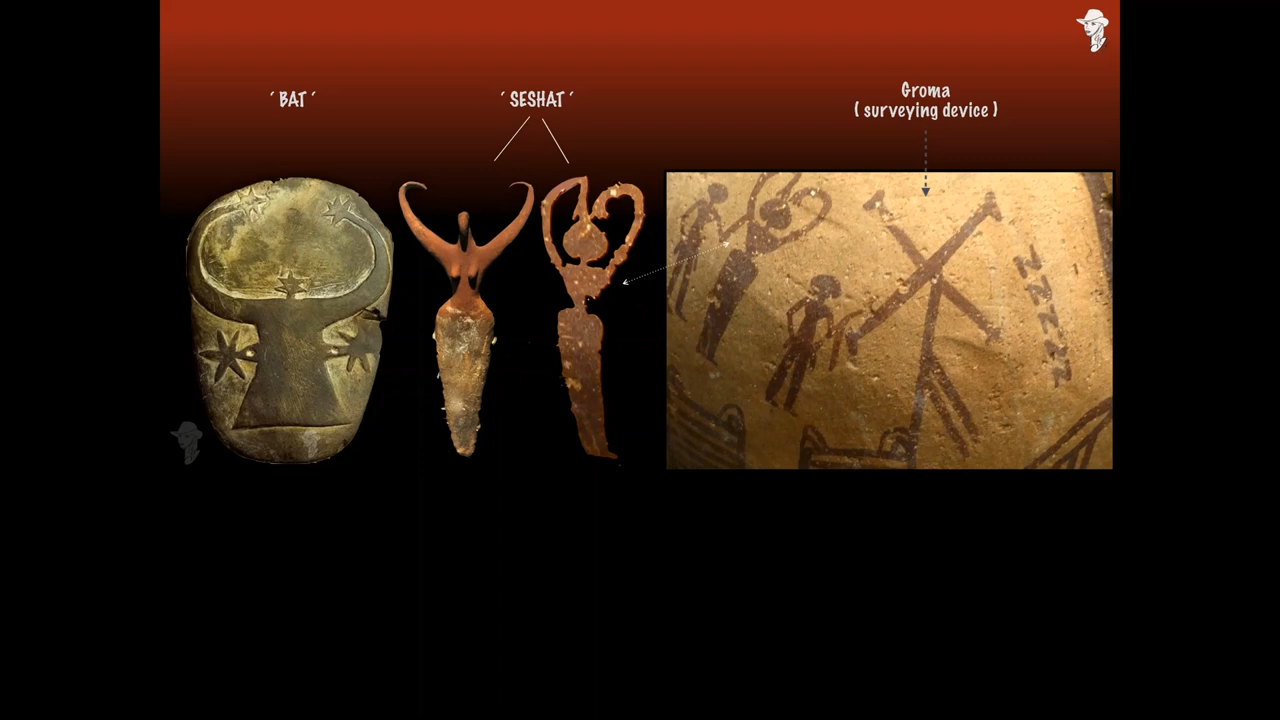 ´ BAT ´
´ SESHAT ´
Groma
( surveying device )